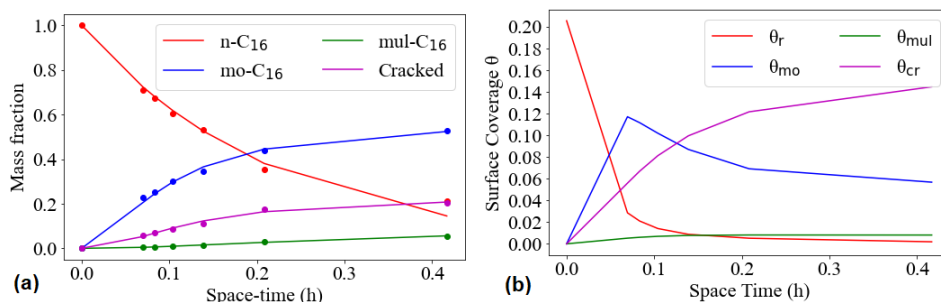 1.0
0.8
0.6
0.4
0.2
0.0
Mass fraction
n-C₁₆
mo-C₁₆
mul-C₁₆
Cracked
0.0
0.1
0.2
0.3
0.4
Space-time (h)
(a)
0.20
0.18
0.16
0.14
0.12
0.10
0.08
0.06
0.04
0.02
0.00
Surface Coverage θ
θr
θmo
θmul
θcr
0.0
0.1
0.2
0.3
0.4
Space Time (h)
(b)